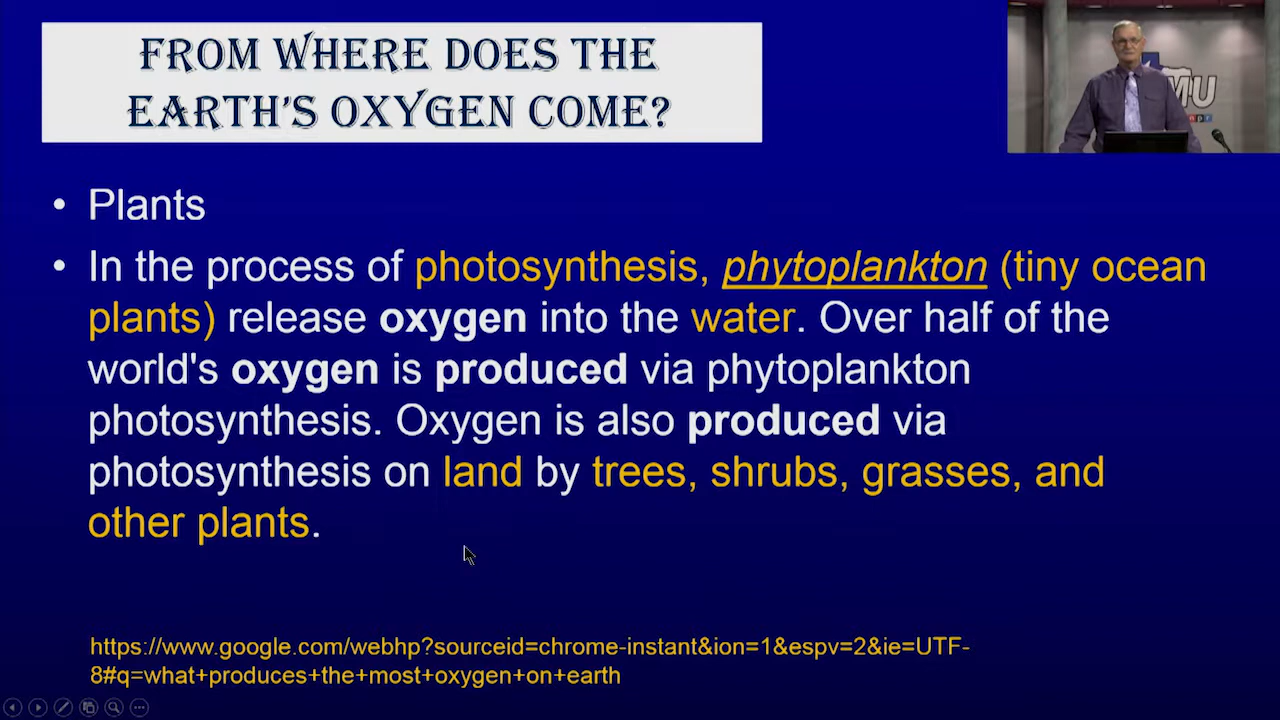 FROM WHERE DOES THE
EARTH'S OXYGEN COME?
MU
npr
• Plants
• In the process of photosynthesis, phytoplankton (tiny ocean
plants) release oxygen into the water. Over half of the
world's oxygen is produced via phytoplankton
photosynthesis. Oxygen is also produced via
photosynthesis on land by trees, shrubs, grasses, and
other plants.
https://www.google.com/webhp?sourceid=chrome-instant&ion=1&espv=2&ie=UTF-
8#q=what+produces+the+most+oxygen+on+earth